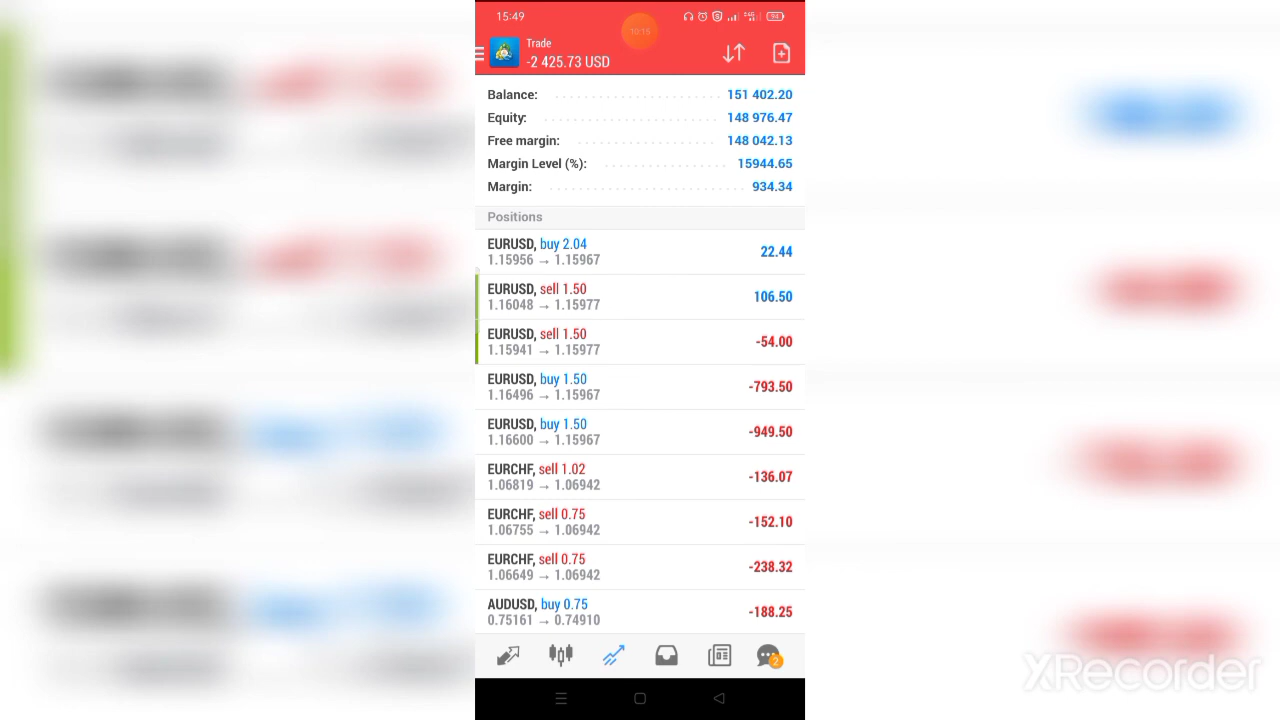 15:49
10:15
94
Trade
-2 425.73 USD
Balance: 151 402.20
Equity: 148 976.47
Free margin: 148 042.13
Margin Level (%): 15944.65
Margin: 934.34
Positions
EURUSD, buy 2.04
1.15956 → 1.15967
22.44
EURUSD, sell 1.50
1.16048 → 1.15977
106.50
EURUSD, sell 1.50
1.15941 → 1.15977
-54.00
EURUSD, buy 1.50
1.16496 → 1.15967
-793.50
EURUSD, buy 1.50
1.16600 → 1.15967
-949.50
EURCHF, sell 1.02
1.06819 → 1.06942
-136.07
EURCHF, sell 0.75
1.06755 → 1.06942
-152.10
EURCHF, sell 0.75
1.06649 → 1.06942
-238.32
AUDUSD, buy 0.75
0.75161 → 0.74910
-188.25
2
XRecorder